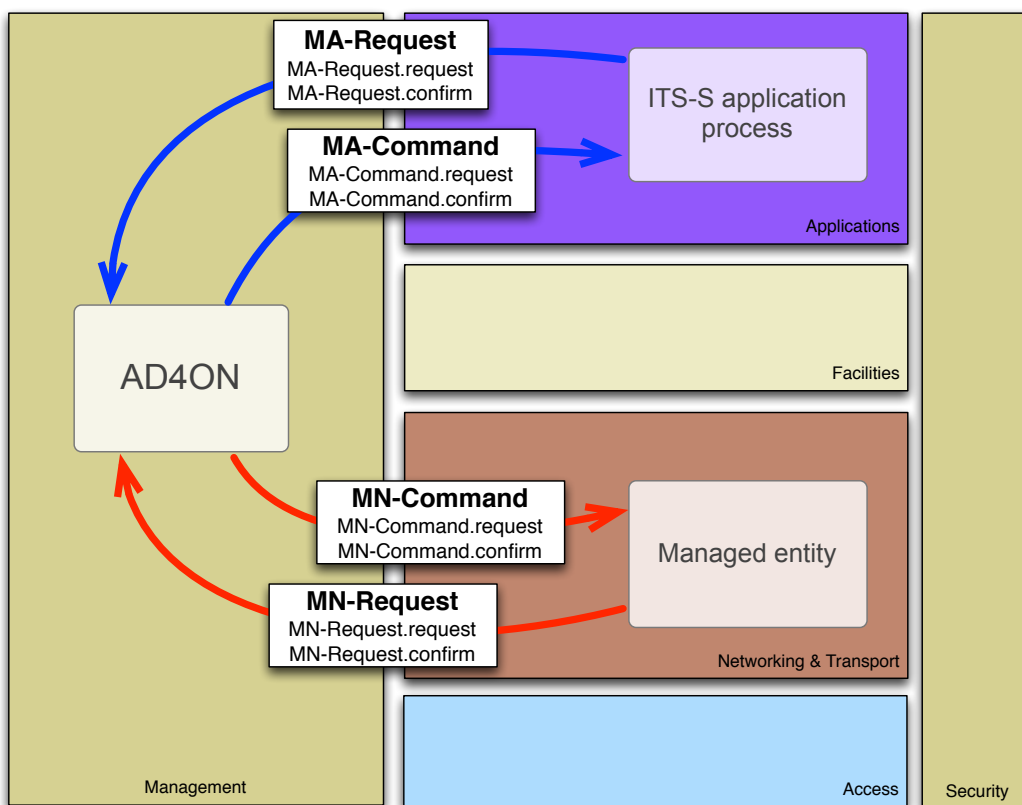 MA-Request
MA-Request.request
MA-Request.confirm
ITS-S application
process
MA-Command
MA-Command.request
MA-Command.confirm
Applications
AD4ON
Facilities
MN-Command
MN-Command.request
MN-Command.confirm
Managed entity
MN-Request
MN-Request.request
MN-Request.confirm
Networking & Transport
Management
Access
Security